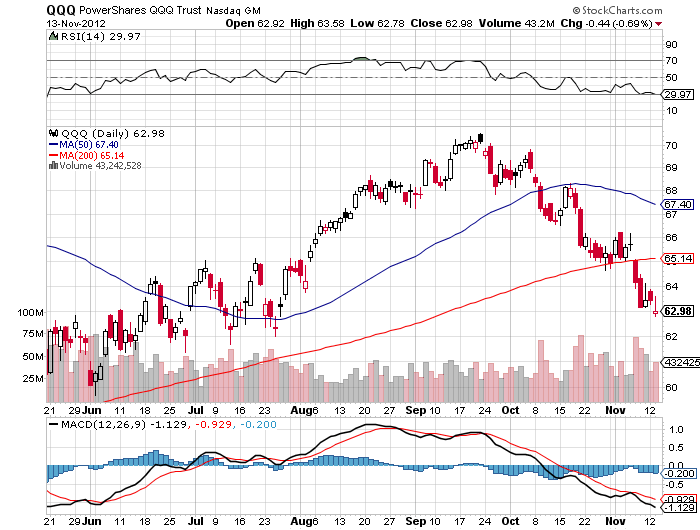 QQQ PowerShares QQQ Trust Nasdaq GM © StockCharts.com
13-Nov-2012 Open 62.92 High 63.58 Low 62.78 Close 62.98 Volume 43.2M Chg -0.44 (-0.69%)
RSI(14) 29.97
90
70
50
29.97
10
QQQ (Daily) 62.98
MA(50) 67.40
MA(200) 65.14
Volume 43,242,528
70
69
68
67.40
66
65.14
64
100M 62.98
75M 62
50M 432425
25M 60
21 29 Jun 11 18 25 Jul 9 16 23 Aug 6 13 20 27 Sep 10 17 24 Oct 8 15 22 Nov 12
MACD(12,26,9) -1.129, -0.929, -0.200
1.0
0.5
0.0
-0.200
-0.5
-0.929
-1.129
21 29 Jun 11 18 25 Jul 9 16 23 Aug 6 13 20 27 Sep 10 17 24 Oct 8 15 22 Nov 12